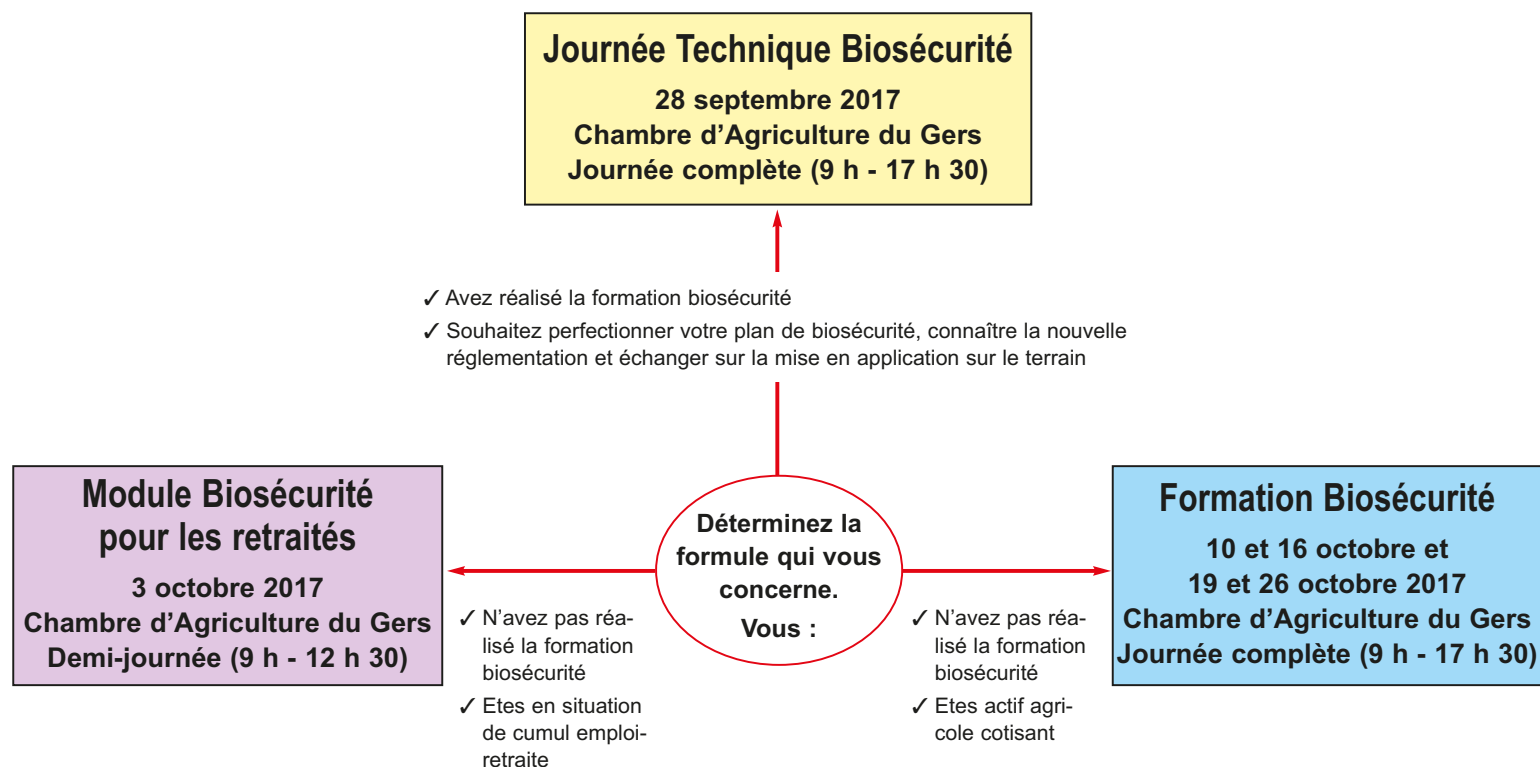 Journée Technique Biosécurité
28 septembre 2017
Chambre d’Agriculture du Gers
Journée complète (9 h - 17 h 30)
✓ Avez réalisé la formation biosécurité
✓ Souhaitez perfectionner votre plan de biosécurité, connaître la nouvelle
réglementation et échanger sur la mise en application sur le terrain
Module Biosécurité
pour les retraités
3 octobre 2017
Chambre d’Agriculture du Gers
Demi-journée (9 h - 12 h 30)
✓ N’avez pas réa-
lisé la formation
biosécurité
✓ Etes en situation
de cumul emploi-
retraite
Déterminez la
formule qui vous
concerne.
Vous :
✓ N’avez pas réa-
lisé la formation
biosécurité
✓ Etes actif agri-
cole cotisant
Formation Biosécurité
10 et 16 octobre et
19 et 26 octobre 2017
Chambre d’Agriculture du Gers
Journée complète (9 h - 17 h 30)